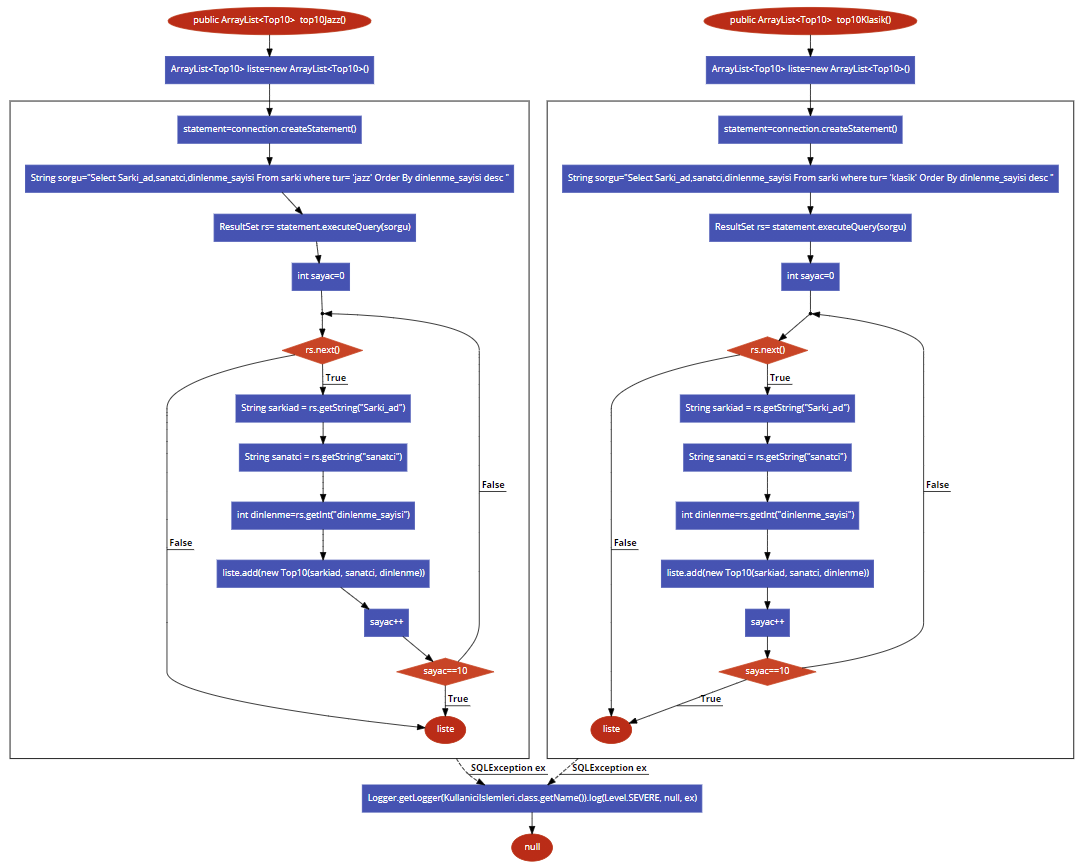 public ArrayList<Top10>  top10Jazz()
ArrayList<Top10> liste=new ArrayList<Top10>()
statement=connection.createStatement()
String sorgu="Select Sarki_ad,sanatci,dinlenme_sayisi From sarki where tur= 'jazz' Order By dinlenme_sayisi desc "
ResultSet rs= statement.executeQuery(sorgu)
int sayac=0
rs.next()
True
String sarkiad = rs.getString("Sarki_ad")
String sanatci = rs.getString("sanatci")
False
int dinlenme=rs.getInt("dinlenme_sayisi")
False
liste.add(new Top10(sarkiad, sanatci, dinlenme))
sayac++
sayac==10
True
liste
public ArrayList<Top10>  top10Klasik()
ArrayList<Top10> liste=new ArrayList<Top10>()
statement=connection.createStatement()
String sorgu="Select Sarki_ad,sanatci,dinlenme_sayisi From sarki where tur= 'klasik' Order By dinlenme_sayisi desc "
ResultSet rs= statement.executeQuery(sorgu)
int sayac=0
rs.next()
True
String sarkiad = rs.getString("Sarki_ad")
String sanatci = rs.getString("sanatci")
False
int dinlenme=rs.getInt("dinlenme_sayisi")
False
liste.add(new Top10(sarkiad, sanatci, dinlenme))
sayac++
sayac==10
True
liste
SQLException ex
SQLException ex
Logger.getLogger(KullaniciIslemleri.class.getName()).log(Level.SEVERE, null, ex)
null